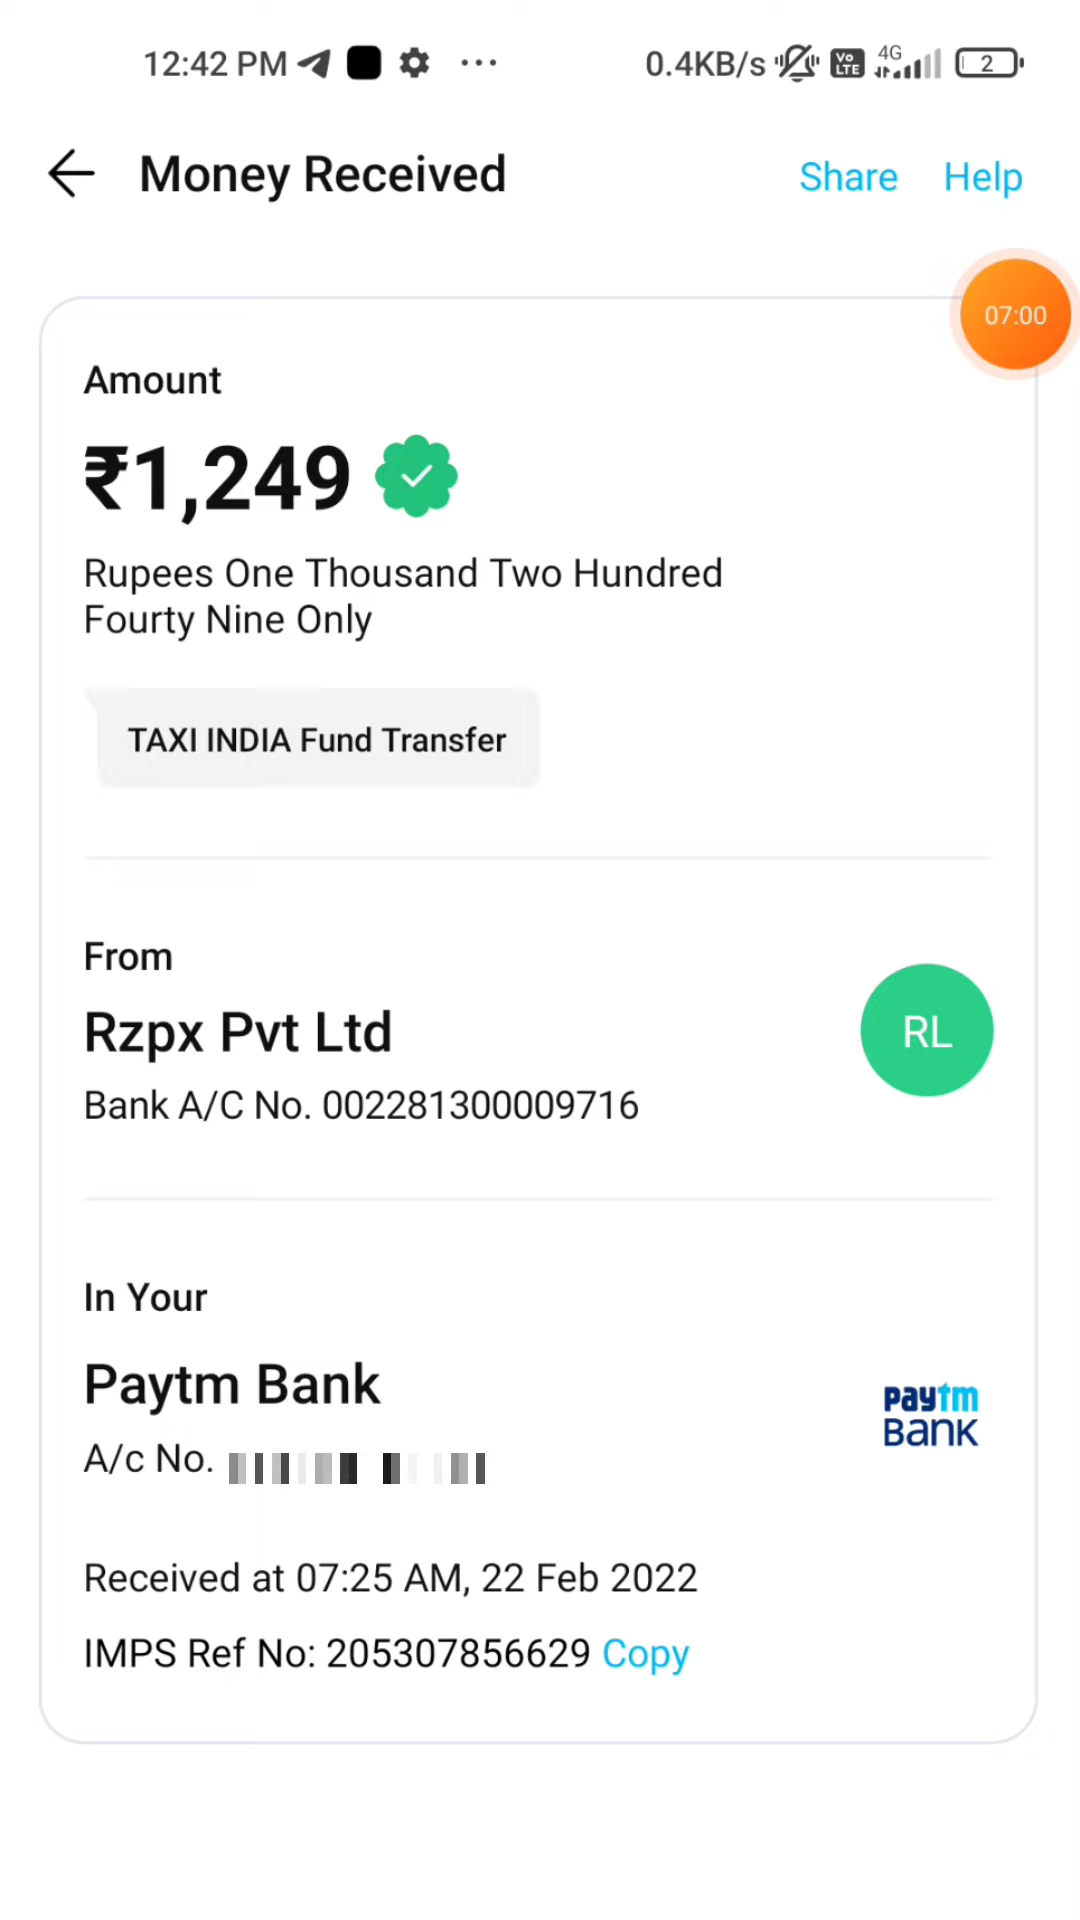 12:42 PM ... 0.4KB/s Vo LTE 4G 2
Money Received Share Help
07:00
Amount
₹1,249
Rupees One Thousand Two Hundred
Fourty Nine Only
TAXI INDIA Fund Transfer
From
Rzpx Pvt Ltd RL
Bank A/C No. 002281300009716
In Your
Paytm Bank
paytm
BANK
A/c No.
Received at 07:25 AM, 22 Feb 2022
IMPS Ref No: 205307856629 Copy